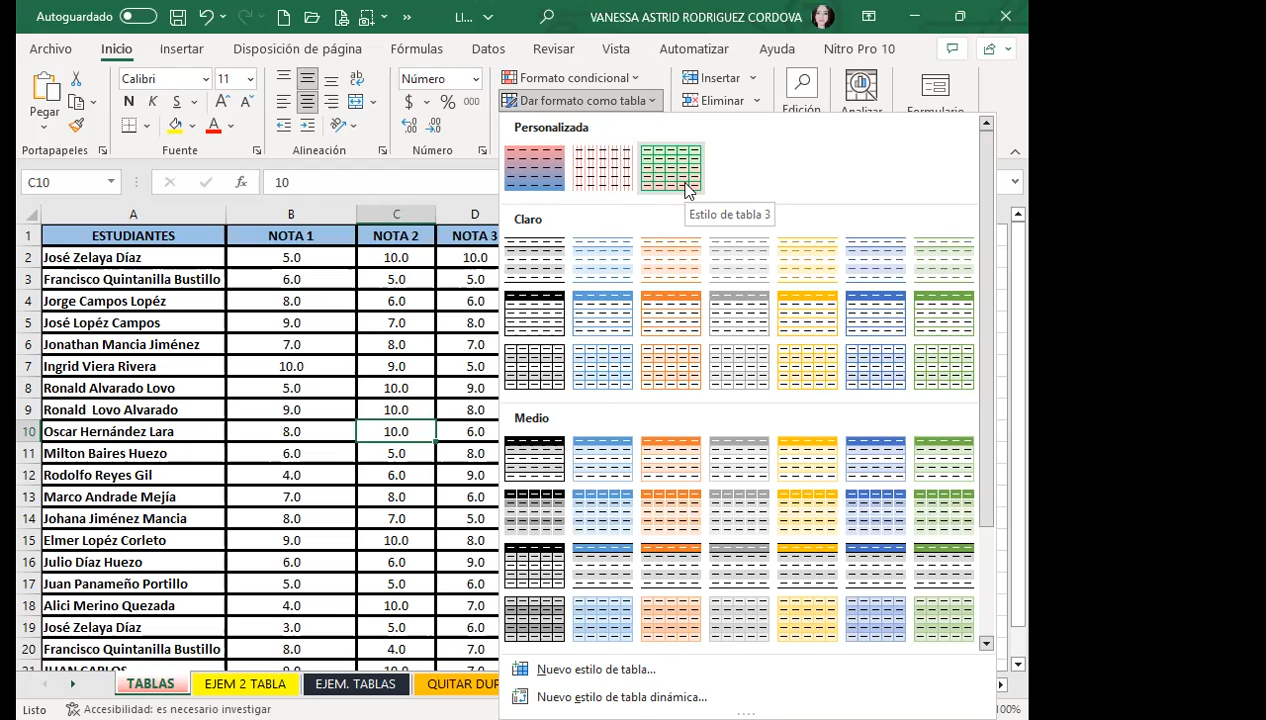 Autoguardado
LI...
VANESSA ASTRID RODRIGUEZ CORDOVA
Archivo Inicio Insertar Disposición de página Fórmulas Datos Revisar Vista Automatizar Ayuda Nitro Pro 10
Pegar
Portapapeles
Calibri 11
N K S
Fuente
Alineación
Número
$ % 000
Número
Formato condicional
Dar formato como tabla
Insertar
Eliminar
Edición
Analizar
Formulario
C10 fx 10
Personalizada
Estilo de tabla 3
Claro
Medio
Nuevo estilo de tabla...
Nuevo estilo de tabla dinámica...
A B C D
1 ESTUDIANTES NOTA 1 NOTA 2 NOTA 3
2 José Zelaya Díaz 5.0 10.0 10.0
3 Francisco Quintanilla Bustillo 6.0 5.0 5.0
4 Jorge Campos Lopéz 8.0 6.0 6.0
5 José Lopéz Campos 9.0 7.0 8.0
6 Jonathan Mancia Jiménez 7.0 8.0 7.0
7 Ingrid Viera Rivera 10.0 9.0 5.0
8 Ronald Alvarado Lovo 5.0 10.0 9.0
9 Ronald  Lovo Alvarado 9.0 10.0 8.0
10 Oscar Hernández Lara 8.0 10.0 6.0
11 Milton Baires Huezo 6.0 5.0 8.0
12 Rodolfo Reyes Gil 4.0 6.0 9.0
13 Marco Andrade Mejía 7.0 8.0 6.0
14 Johana Jiménez Mancia 8.0 7.0 5.0
15 Elmer Lopéz Corleto 9.0 10.0 8.0
16 Julio Díaz Huezo 6.0 6.0 9.0
17 Juan Panameño Portillo 5.0 5.0 6.0
18 Alici Merino Quezada 4.0 10.0 7.0
19 José Zelaya Díaz 3.0 5.0 6.0
20 Francisco Quintanilla Bustillo 8.0 4.0 7.0
JUAN CARLOS
TABLAS EJEM 2 TABLA EJEM. TABLAS QUITAR DUP
Listo Accesibilidad: es necesario investigar 100%